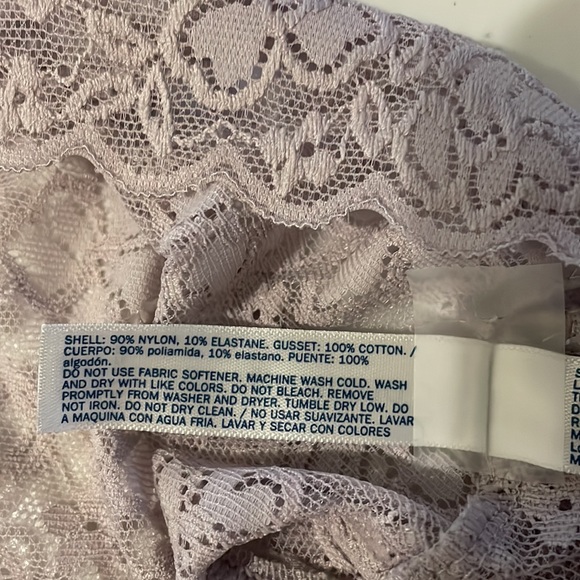 SHELL: 90% NYLON, 10% ELASTANE. GUSSET: 100% COTTON. /
CUERPO: 90% poliamida, 10% elastano. PUENTE: 100%
algodón.
DO NOT USE FABRIC SOFTENER. MACHINE WASH COLD. WASH
AND DRY WITH LIKE COLORS. DO NOT BLEACH. REMOVE
PROMPTLY FROM WASHER AND DRYER. TUMBLE DRY LOW. DO
NOT IRON. DO NOT DRY CLEAN. / NO USAR SUAVIZANTE. LAVAR
A MAQUINA CON AGUA FRIA. LAVAR Y SECAR CON COLORES